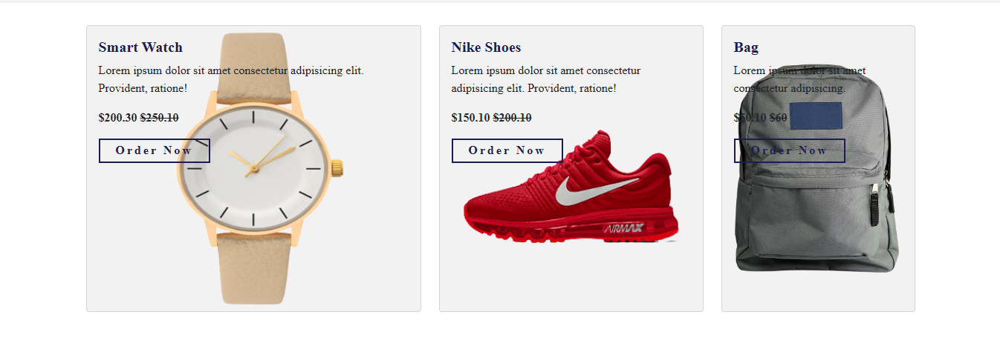 Smart Watch
Lorem ipsum dolor sit amet consectetur adipisicing elit.
Provident, ratione!
$200.30 $250.10
Order Now
Nike Shoes
Lorem ipsum dolor sit amet consectetur
adipisicing elit. Provident, ratione!
$150.10 $200.10
Order Now
AIRMAX
Bag
Lorem ipsum dolor sit amet
consectetur adipisicing.
$50.10 $60
Order Now